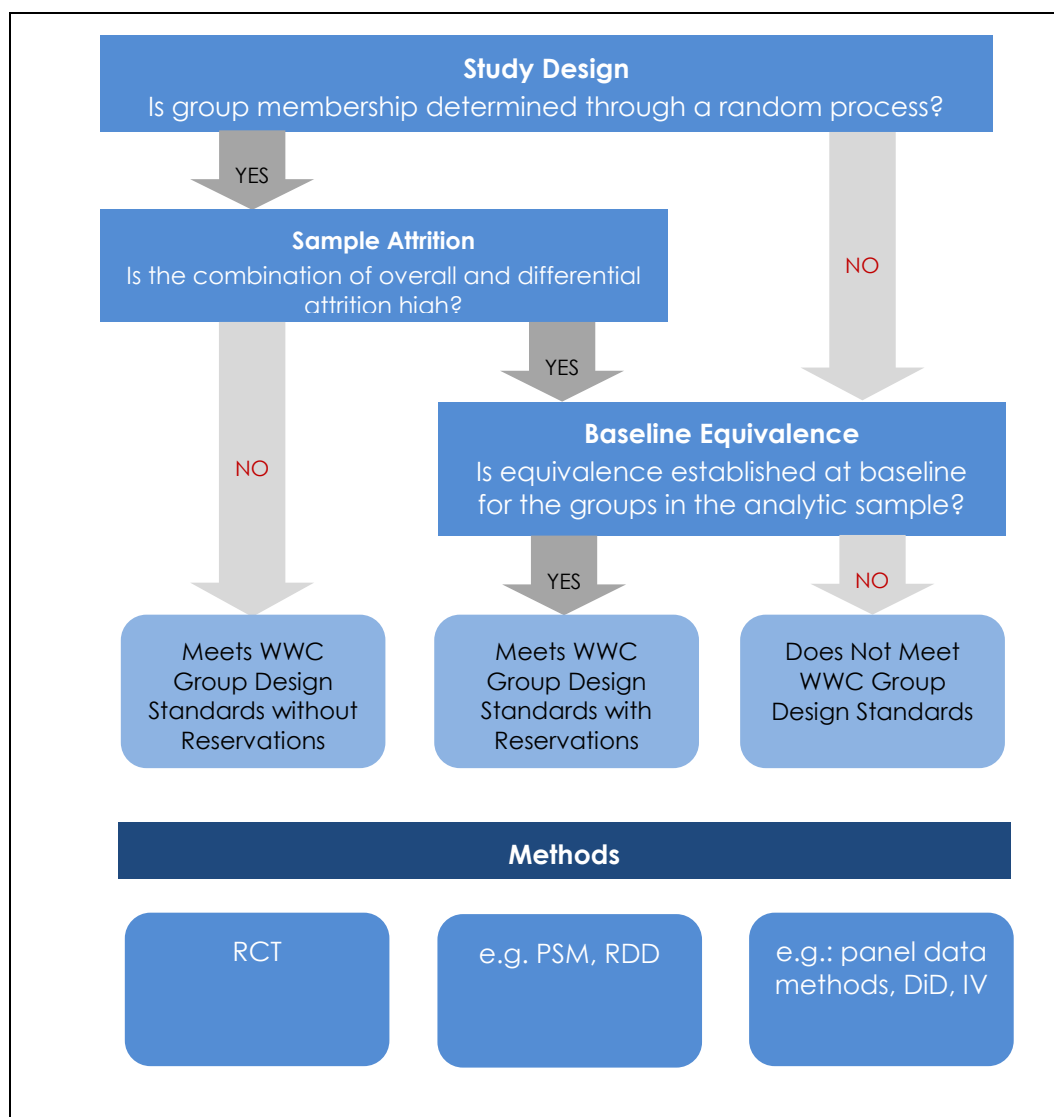 Study Design
Is group membership determined through a random process?
YES
Sample Attrition
Is the combination of overall and differential
attrition high?
NO
YES
Baseline Equivalence
Is equivalence established at baseline
for the groups in the analytic sample?
NO
YES
NO
Meets WWC
Group Design
Standards without
Reservations
Meets WWC
Group Design
Standards with
Reservations
Does Not Meet
WWC Group
Design Standards
Methods
RCT
e.g. PSM, RDD
e.g.: panel data
methods, DiD, IV